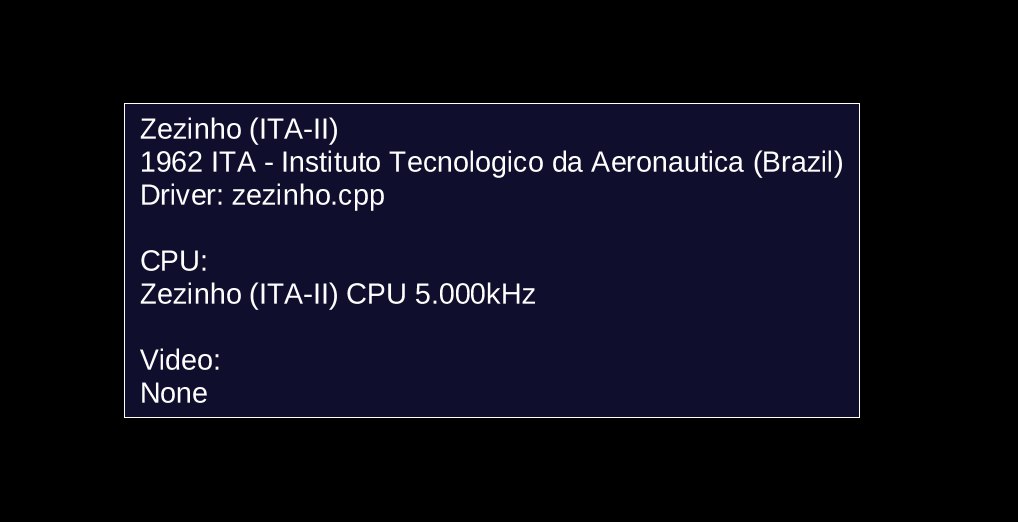 Zezinho (ITA-II)
1962 ITA - Instituto Tecnologico da Aeronautica (Brazil)
Driver: zezinho.cpp
CPU:
Zezinho (ITA-II) CPU 5.000kHz
Video:
None